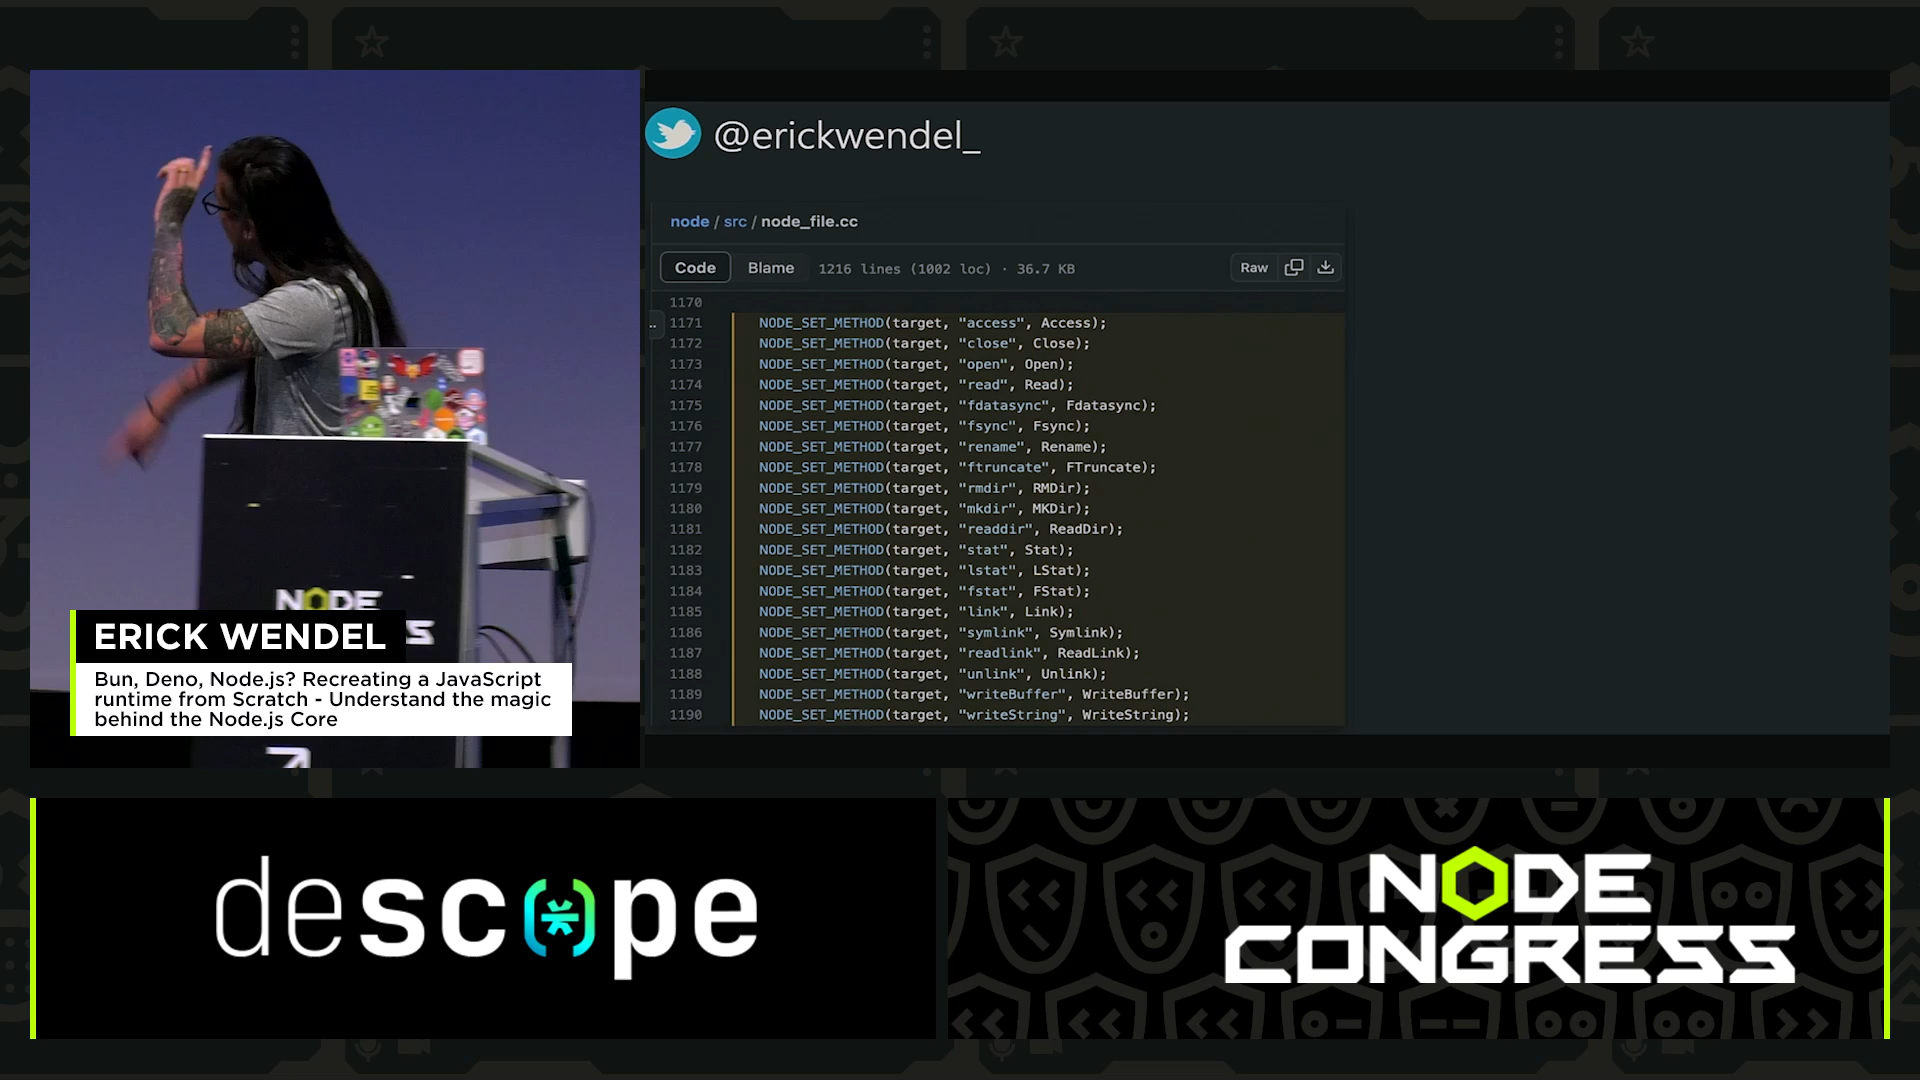 @erickwendel_
node / src / node_file.cc
Code Blame 1216 lines (1002 loc) · 36.7 KB Raw
1170
1171 NODE_SET_METHOD(target, "access", Access);
1172 NODE_SET_METHOD(target, "close", Close);
1173 NODE_SET_METHOD(target, "open", Open);
1174 NODE_SET_METHOD(target, "read", Read);
1175 NODE_SET_METHOD(target, "fdatasync", Fdatasync);
1176 NODE_SET_METHOD(target, "fsync", Fsync);
1177 NODE_SET_METHOD(target, "rename", Rename);
1178 NODE_SET_METHOD(target, "ftruncate", FTruncate);
1179 NODE_SET_METHOD(target, "rmdir", RMDir);
1180 NODE_SET_METHOD(target, "mkdir", MKDir);
1181 NODE_SET_METHOD(target, "readdir", ReadDir);
1182 NODE_SET_METHOD(target, "stat", Stat);
1183 NODE_SET_METHOD(target, "lstat", LStat);
1184 NODE_SET_METHOD(target, "fstat", FStat);
1185 NODE_SET_METHOD(target, "link", Link);
1186 NODE_SET_METHOD(target, "symlink", Symlink);
1187 NODE_SET_METHOD(target, "readlink", ReadLink);
1188 NODE_SET_METHOD(target, "unlink", Unlink);
1189 NODE_SET_METHOD(target, "writeBuffer", WriteBuffer);
1190 NODE_SET_METHOD(target, "writeString", WriteString);
NODE
ERICK WENDEL
Bun, Deno, Node.js? Recreating a JavaScript
runtime from Scratch - Understand the magic
behind the Node.js Core
descope
NODE
CONGRESS